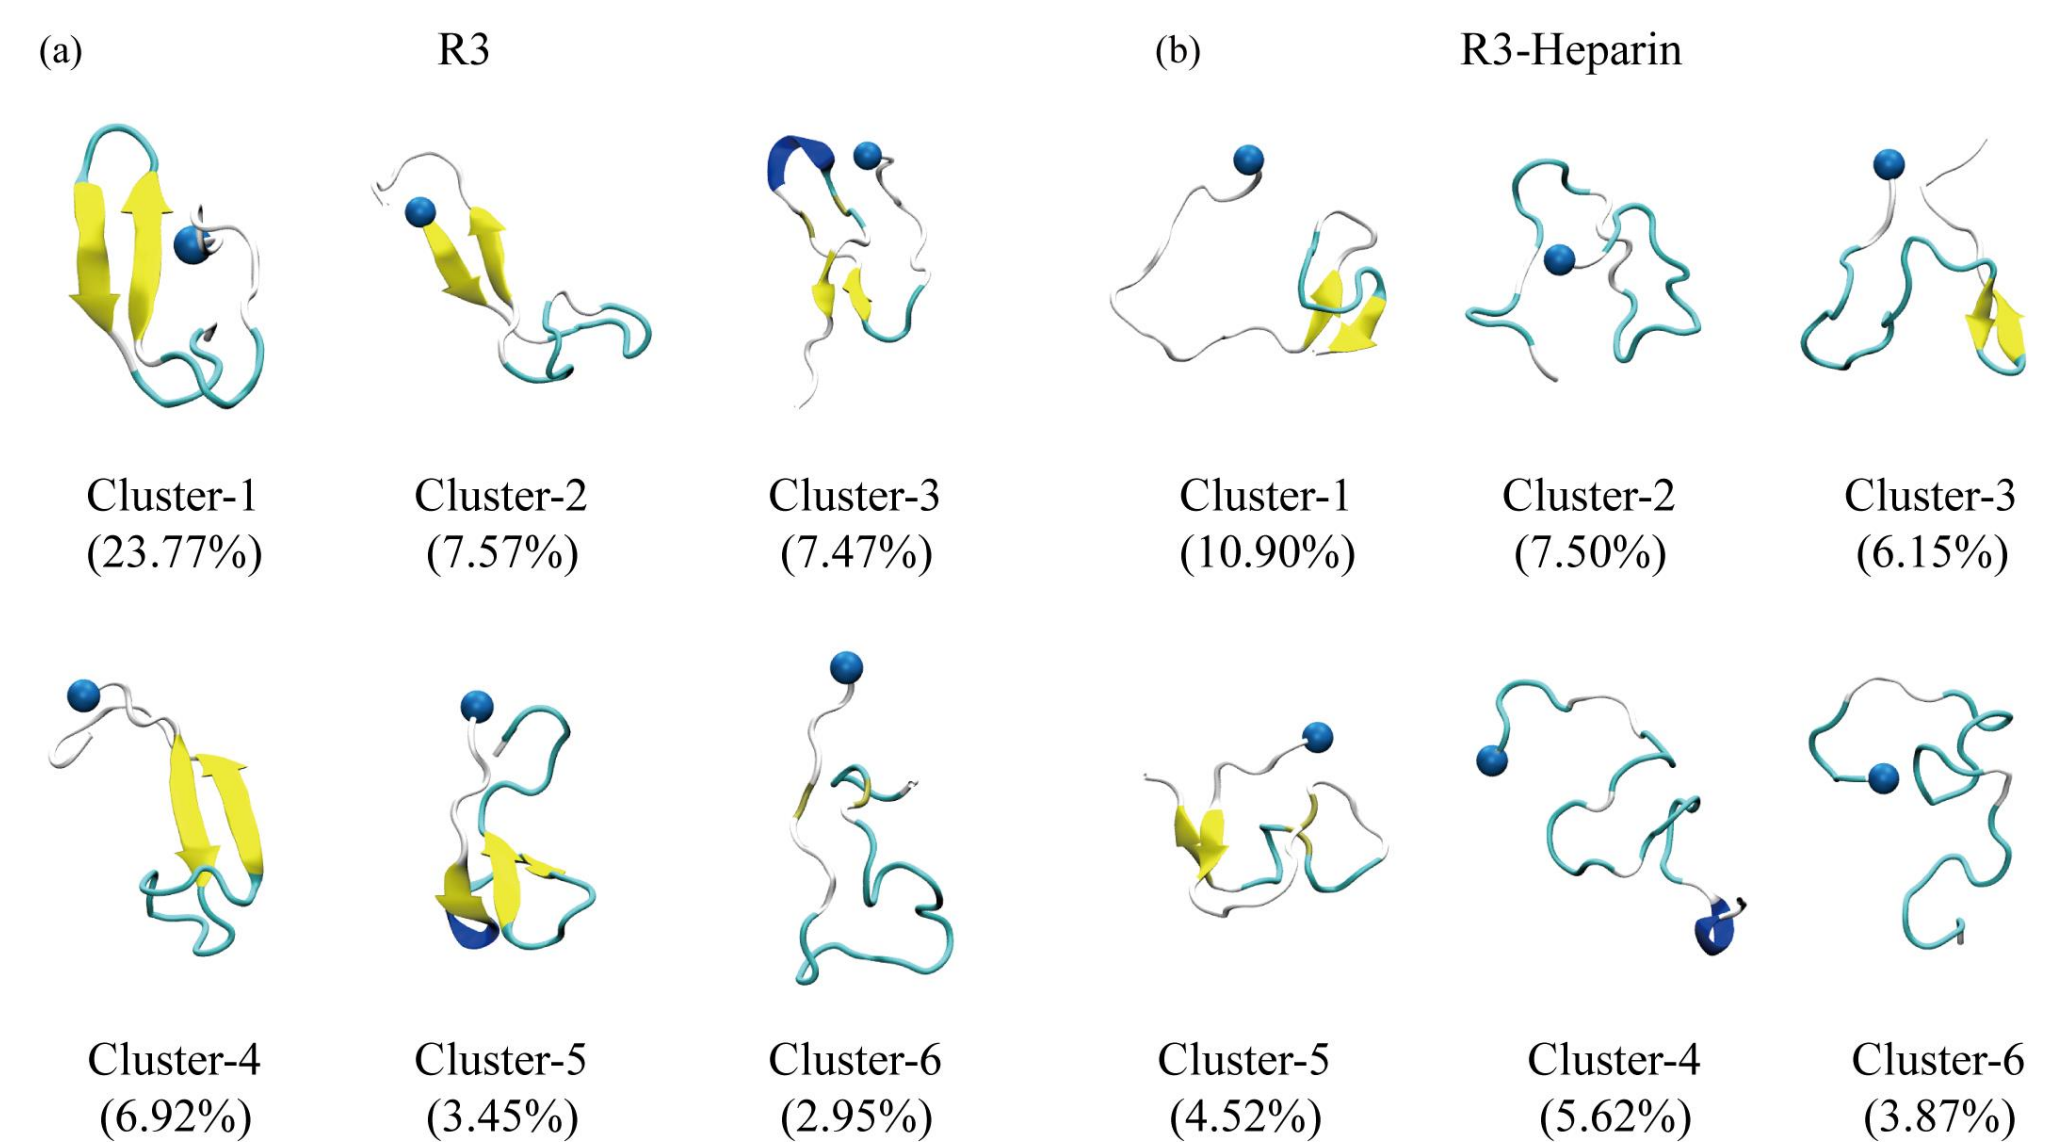 (a)
R3
(b)
R3-Heparin
Cluster-1
(23.77%)
Cluster-2
(7.57%)
Cluster-3
(7.47%)
Cluster-1
(10.90%)
Cluster-2
(7.50%)
Cluster-3
(6.15%)
Cluster-4
(6.92%)
Cluster-5
(3.45%)
Cluster-6
(2.95%)
Cluster-5
(4.52%)
Cluster-4
(5.62%)
Cluster-6
(3.87%)